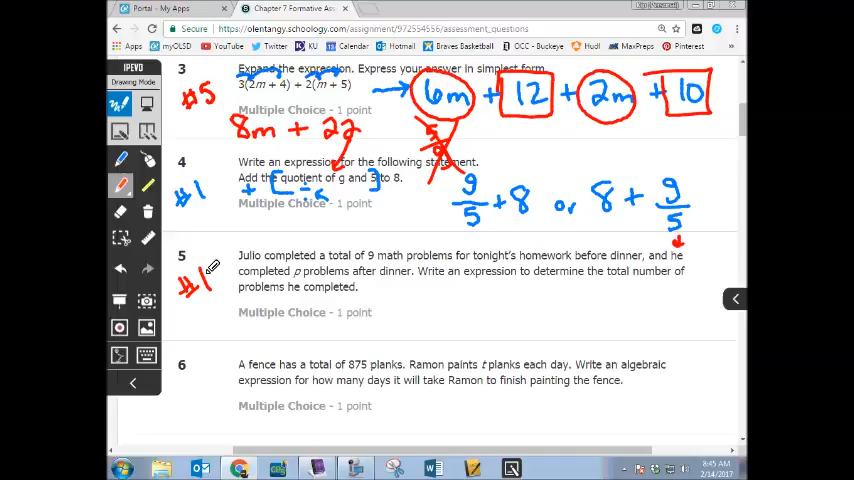 Portal - My Apps
Chapter 7 Formative Ass
Secure
https://olentangy.schoology.com/assignment/972554556/assessment_questions
Apps
myOLSD
YouTube
Twitter
KU
Calendar
Hotmail
Braves Basketball
OCC - Buckeye
Hudl
MaxPreps
Pinterest
IPEVO
Drawing Mode
3
Expand the expression. Express your answer in simplest form.
3(2m + 4) + 2(m + 5)
→ 6m + 12 + 2m + 10
#5
Multiple Choice - 1 point
8m + 22
4
Write an expression for the following statement.
Add the quotient of g and 5 to 8.
#1
+ [ ÷ ]
g/5 + 8 or 8 + g/5
Multiple Choice - 1 point
5
Julio completed a total of 9 math problems for tonight's homework before dinner, and he
completed p problems after dinner. Write an expression to determine the total number of
problems he completed.
#1
Multiple Choice - 1 point
6
A fence has a total of 875 planks. Ramon paints t planks each day. Write an algebraic
expression for how many days it will take Ramon to finish painting the fence.
Multiple Choice - 1 point
8:45 AM
2/14/2017